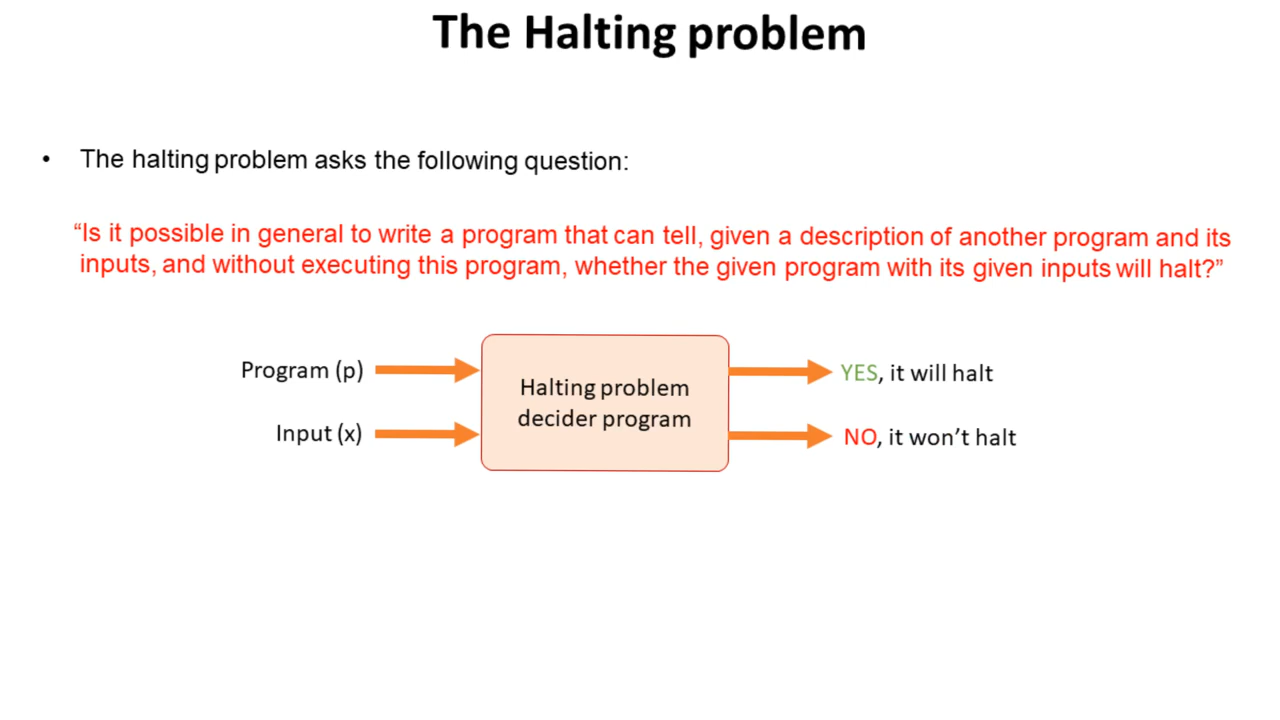 The Halting problem
• The halting problem asks the following question:
“Is it possible in general to write a program that can tell, given a description of another program and its
inputs, and without executing this program, whether the given program with its given inputs will halt?”
Program (p)
Input (x)
Halting problem
decider program
YES, it will halt
NO, it won’t halt